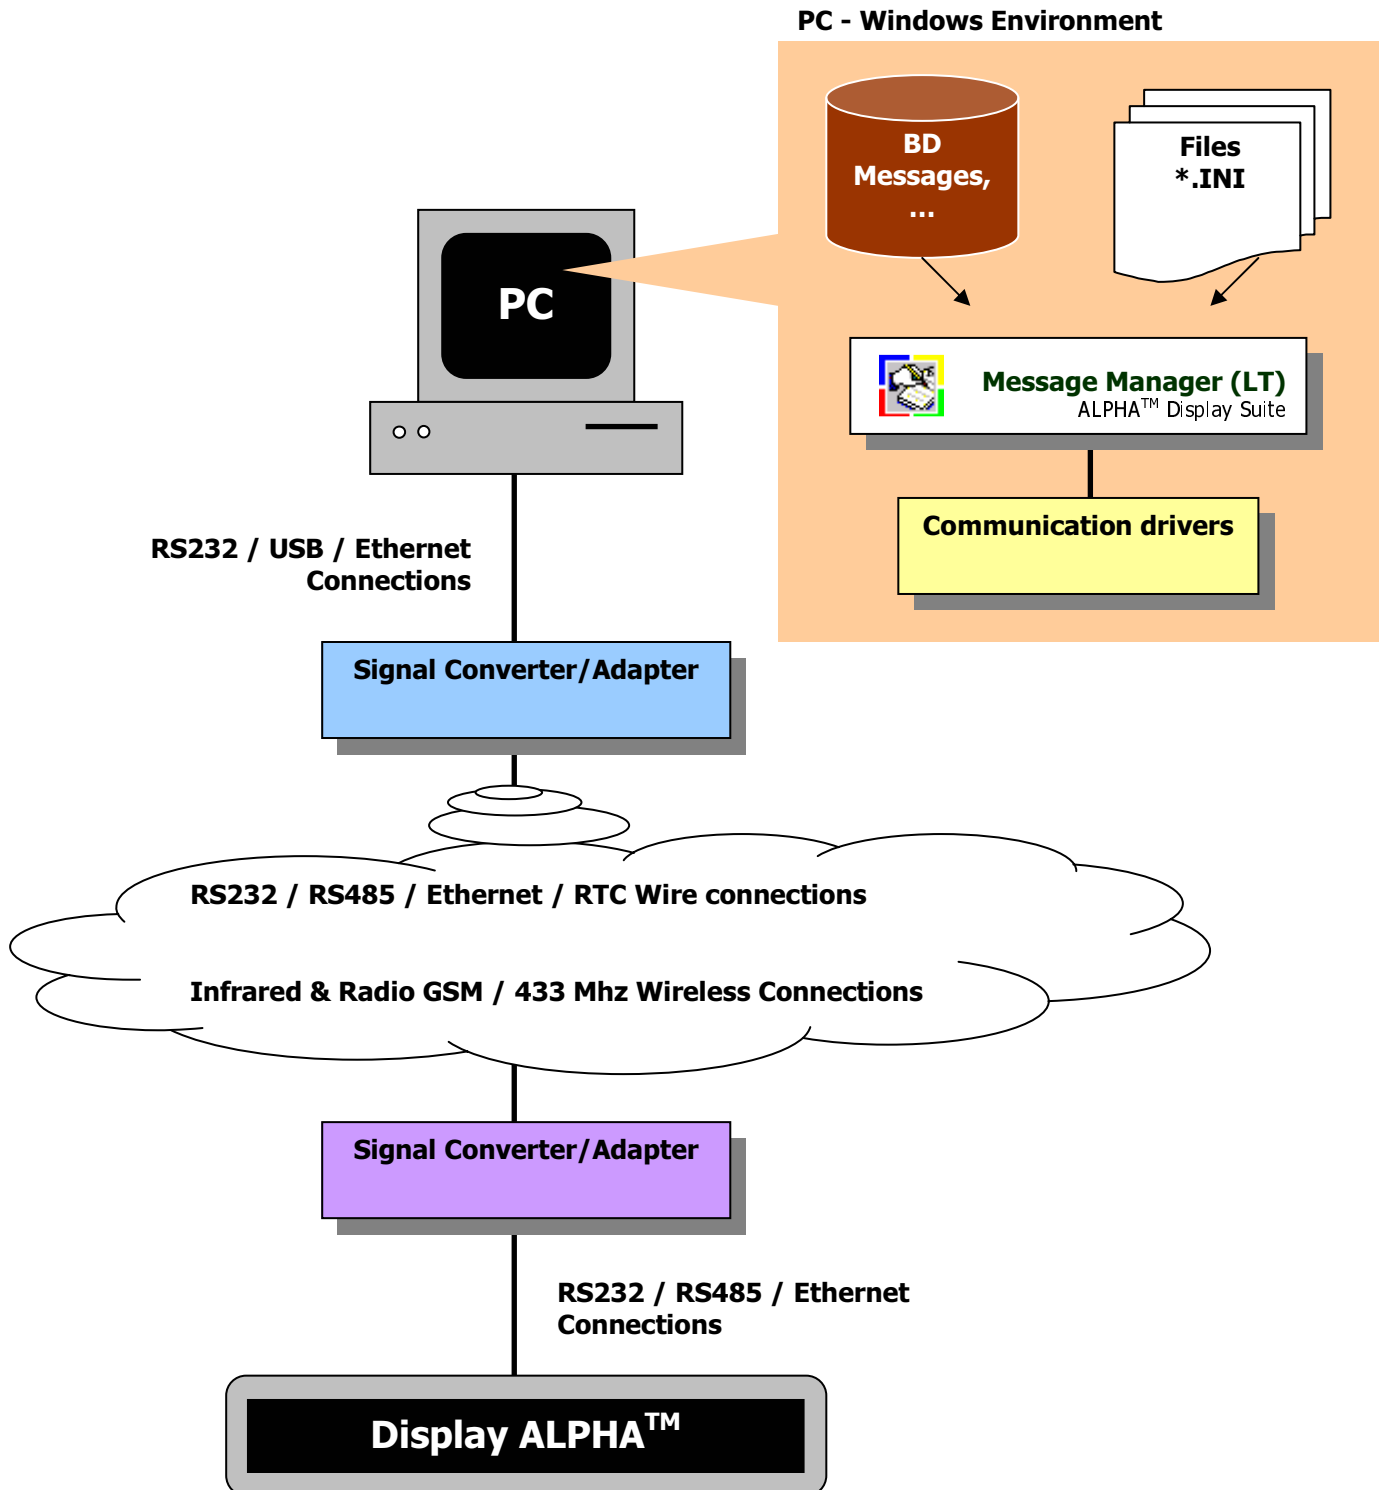 PC - Windows Environment
BD
Messages,
...
Files
*.INI
PC
Message Manager (LT)
ALPHA™ Display Suite
Communication drivers
RS232 / USB / Ethernet
Connections
Signal Converter/Adapter
RS232 / RS485 / Ethernet / RTC Wire connections
Infrared & Radio GSM / 433 Mhz Wireless Connections
Signal Converter/Adapter
RS232 / RS485 / Ethernet
Connections
Display ALPHA™